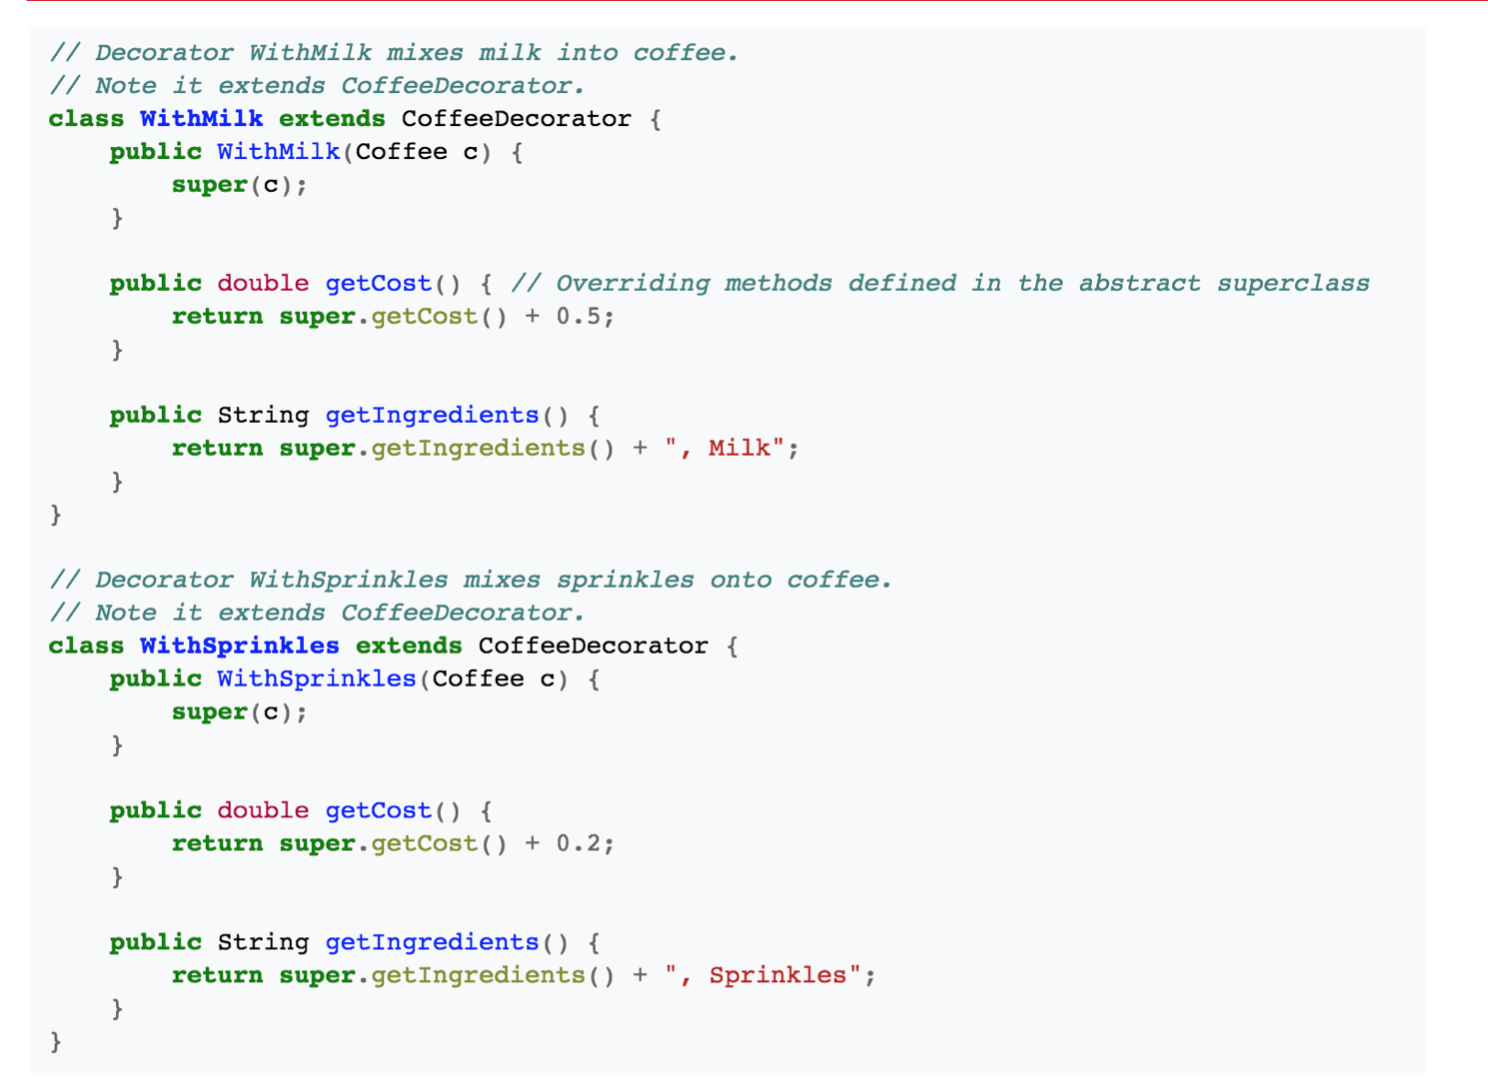 // Decorator WithMilk mixes milk into coffee.
// Note it extends CoffeeDecorator.
class WithMilk extends CoffeeDecorator {
    public WithMilk(Coffee c) {
        super(c);
    }

    public double getCost() { // Overriding methods defined in the abstract superclass
        return super.getCost() + 0.5;
    }

    public String getIngredients() {
        return super.getIngredients() + ", Milk";
    }
}

// Decorator WithSprinkles mixes sprinkles onto coffee.
// Note it extends CoffeeDecorator.
class WithSprinkles extends CoffeeDecorator {
    public WithSprinkles(Coffee c) {
        super(c);
    }

    public double getCost() {
        return super.getCost() + 0.2;
    }

    public String getIngredients() {
        return super.getIngredients() + ", Sprinkles";
    }
}